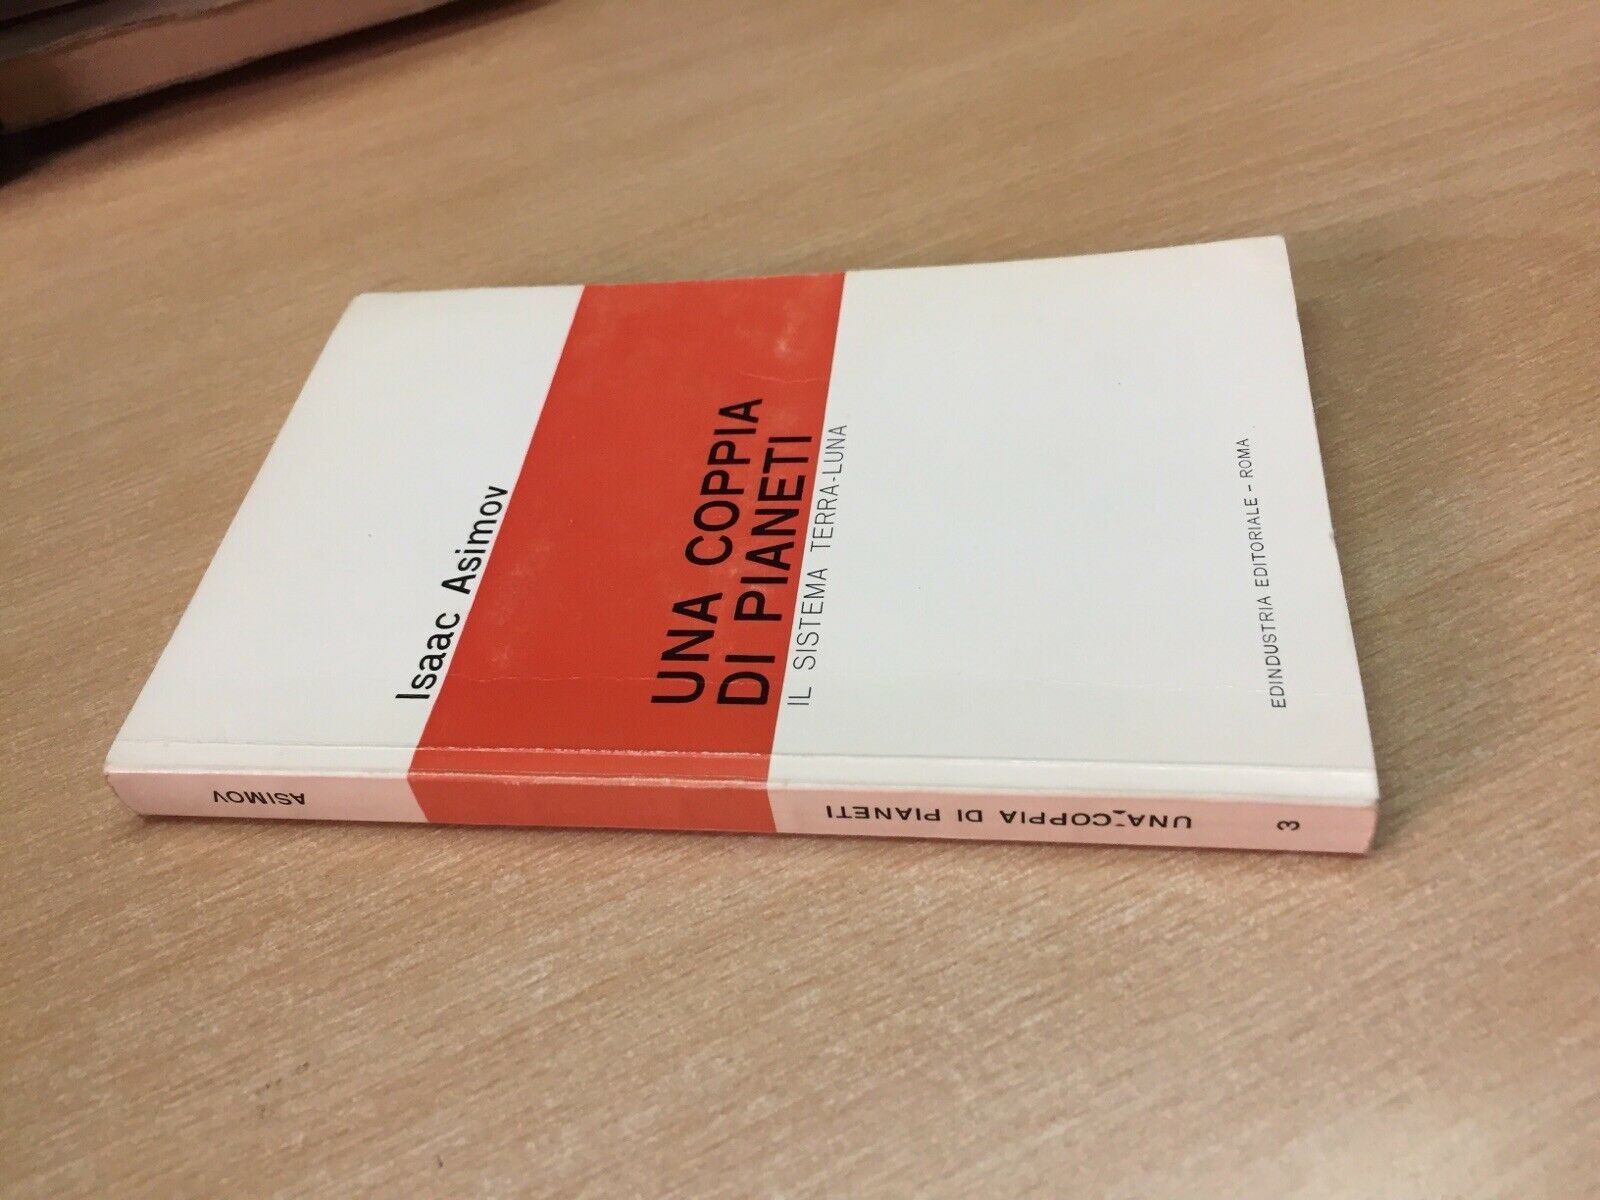 Isaac Asimov
UNA COPPIA
DI PIANETI
IL SISTEMA TERRA-LUNA
EDINDUSTRIA EDITORIALE - ROMA
ASIMOV
UNA COPPIA DI PIANETI
3